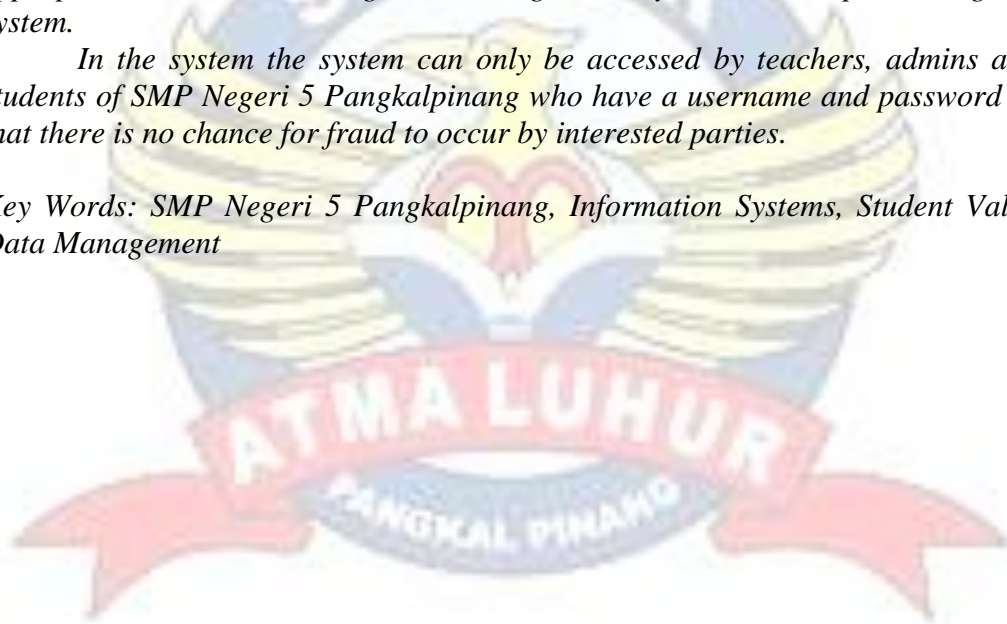 ystem.
In the system the system can only be accessed by teachers, admins a
tudents of SMP Negeri 5 Pangkalpinang who have a username and password
hat there is no chance for fraud to occur by interested parties.
Key Words: SMP Negeri 5 Pangkalpinang, Information Systems, Student Val
Data Management
ATMA LUHUR
PANGKAL PINANG